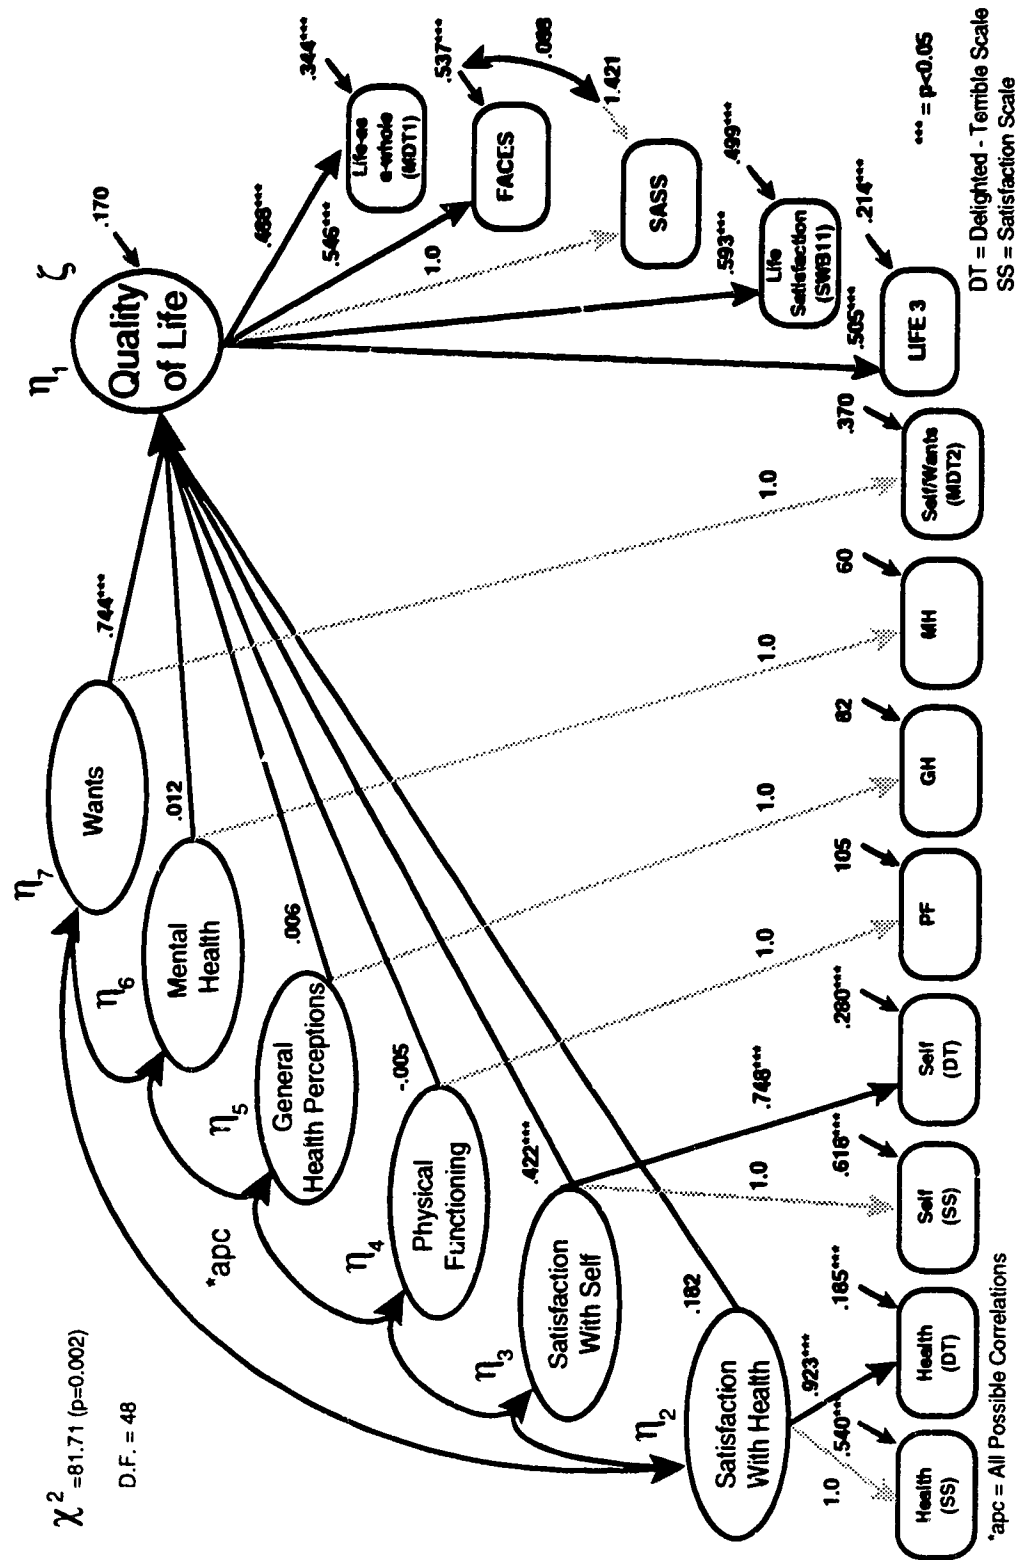 χ² =81.71 (p=0.002)
D.F. = 48
*apc
η₇
Wants
η₆
Mental
Health
η₅
General
Health Perceptions
η₄
Physical
Functioning
η₃
Satisfaction
With Self
η₂
Satisfaction
With Health
η₁
ζ
Quality
of Life
.170
.744***
.012
.006
-.005
.422***
.182
.546***
1.0
.593***
.505***
.344***
Life-as
a-whole
(MDT1)
.537***
FACES
1.421
SASS
.499***
Life
Satisfaction
(SWB11)
.214***
LIFE 3
1.0
.370
Self/Wants
(MDT2)
1.0
60
MH
1.0
82
GH
1.0
105
PF
.748***
.280***
Self
(DT)
1.0
Self
(SS)
.923***
.185***
Health
(DT)
1.0
.540***
Health
(SS)
*apc = All Possible Correlations
*** = p<0.05
DT = Delighted - Terrible Scale
SS = Satisfaction Scale